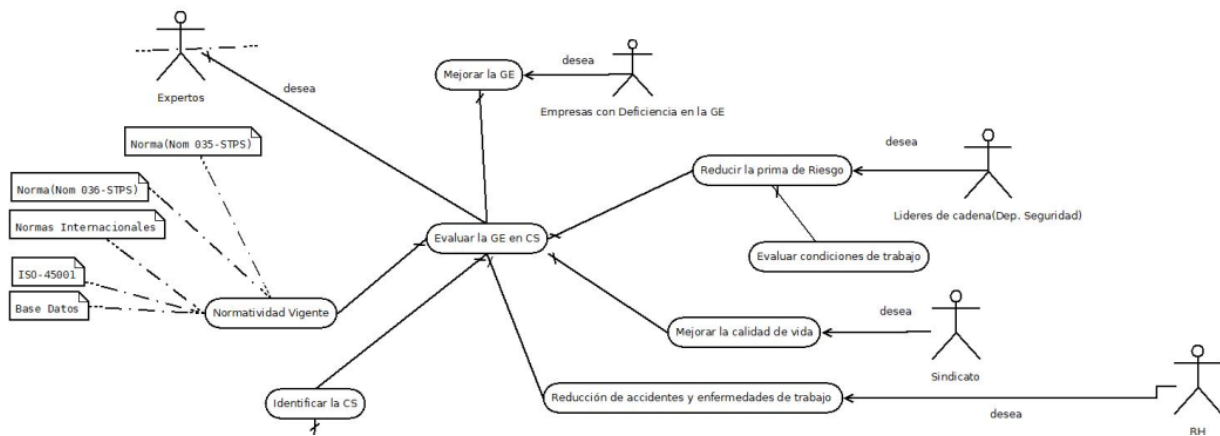 Expertos
desea
Mejorar la GE
desea
Empresas con Deficiencia en la GE
Norma(Nom 035-STPS)
desea
Reducir la prima de Riesgo
Lideres de cadena(Dep. Seguridad)
Norma(Nom 036-STPS)
Normas Internacionales
Evaluar la GE en CS
Evaluar condiciones de trabajo
ISO-45001
Base Datos
Normatividad Vigente
desea
Mejorar la calidad de vida
Sindicato
Identificar la CS
Reducción de accidentes y enfermedades de trabajo
desea
RH